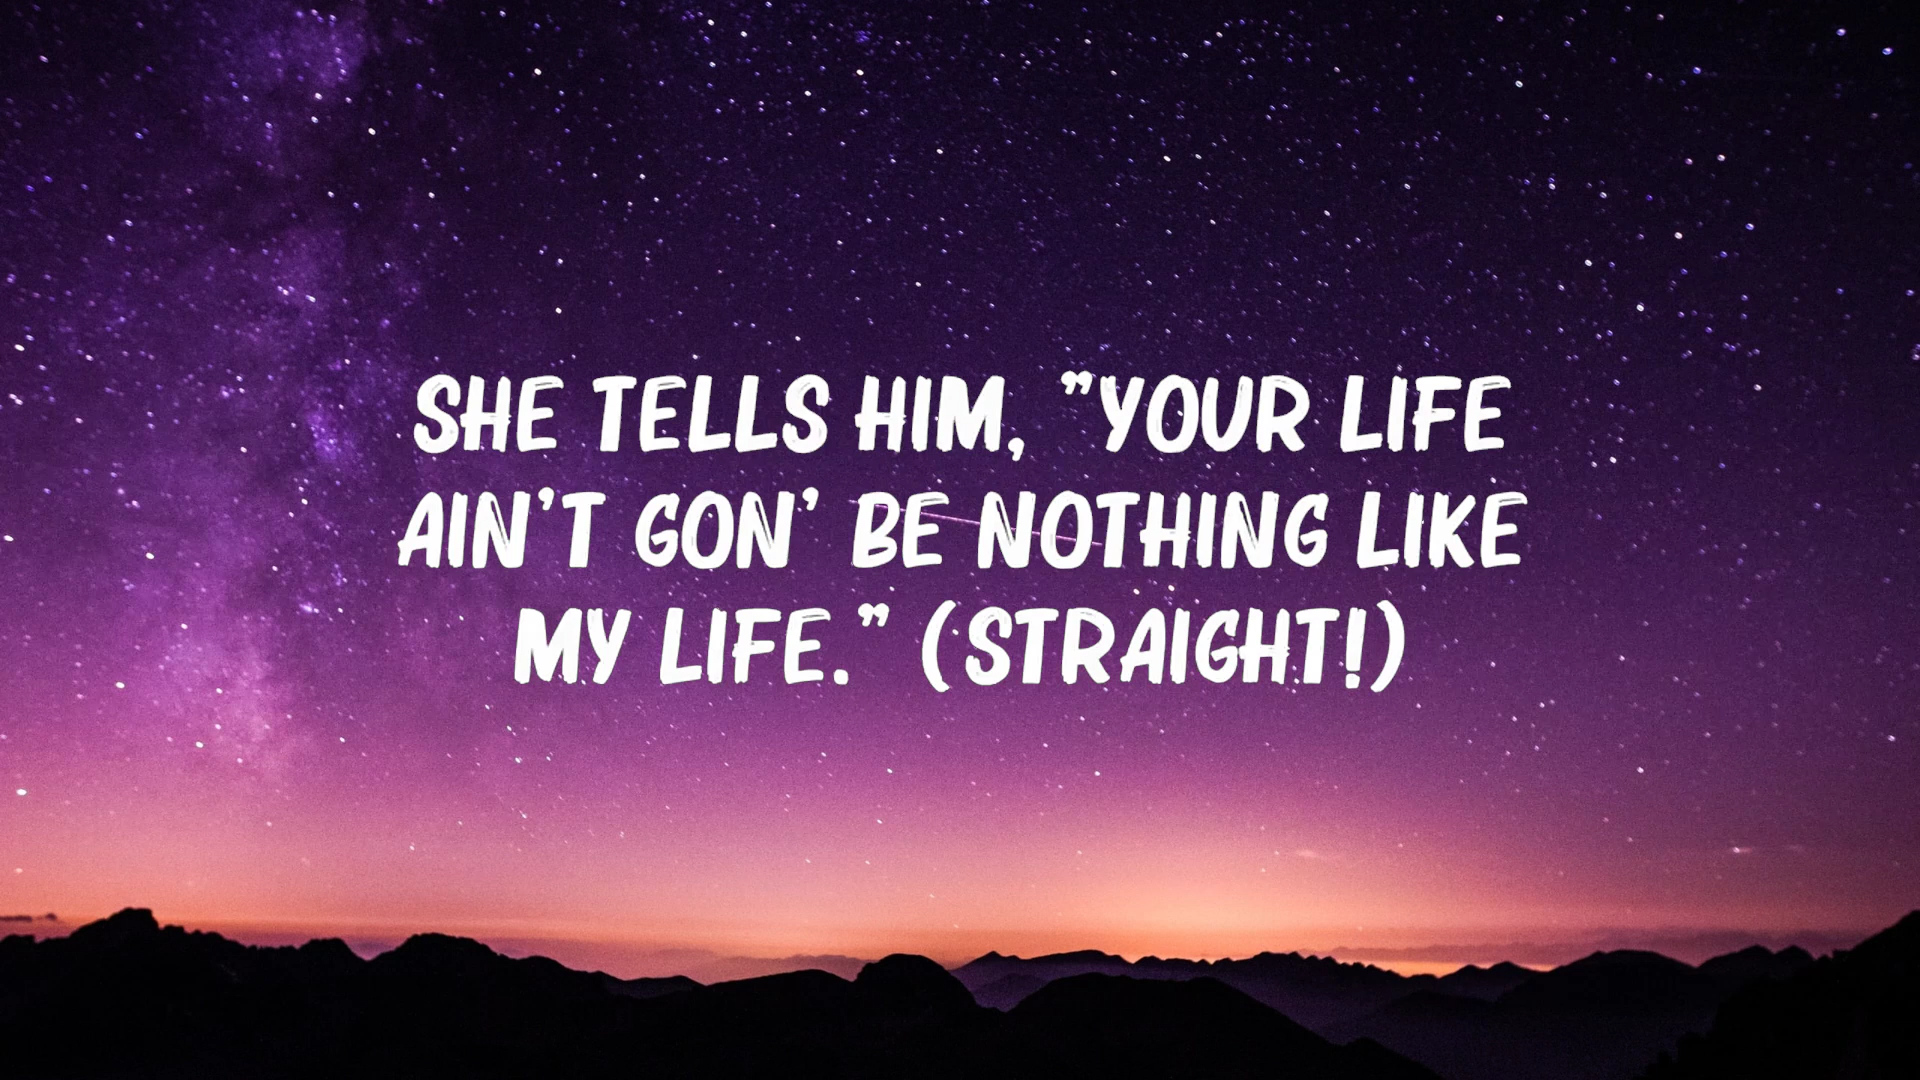 SHE TELLS HIM, "YOUR LIFE
AIN'T GON' BE NOTHING LIKE
MY LIFE." (STRAIGHT!)